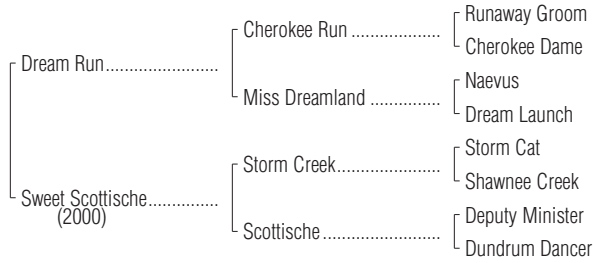 Runaway Groom
Cherokee Run ...................
Cherokee Dame
Dream Run........................
Naevus
Miss Dreamland ...............
Dream Launch
Storm Cat
Storm Creek......................
Shawnee Creek
Sweet Scottische...............
(2000)
Deputy Minister
Scottische .........................
Dundrum Dancer